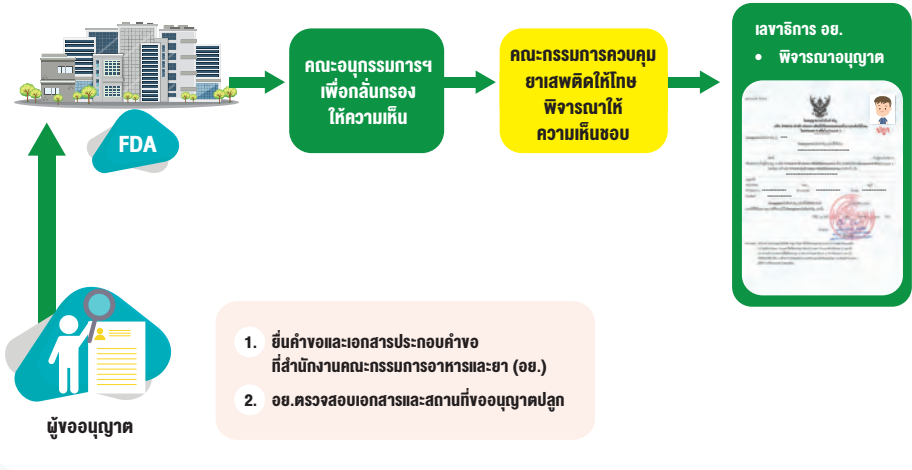 FDA
คณะอนุกรรมการฯ
เพื่อกลั่นกรอง
ให้ความเห็น
คณะกรรมการควบคุม
ยาเสพติดให้โทษ
พิจารณาให้
ความเห็นชอบ
เลขาธิการ อย.
• พิจารณาอนุญาต
ปลูก
ผู้ขออนุญาต
1. ยื่นคำขอและเอกสารประกอบคำขอ
ที่สำนักงานคณะกรรมการอาหารและยา (อย.)
2. อย.ตรวจสอบเอกสารและสถานที่ขออนุญาตปลูก